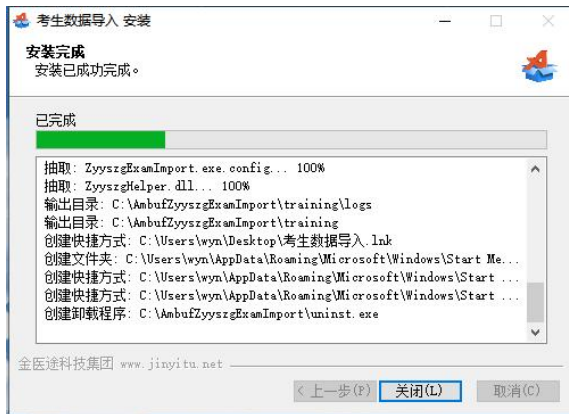 考生数据导入 安装
安装完成
安装已成功完成。
已完成
抽取: ZyyszgExamImport.exe.config... 100%
抽取: ZyyszgHelper.dll... 100%
输出目录: C:\AmbufZyyszgExamImport\training\logs
输出目录: C:\AmbufZyyszgExamImport\training
创建快捷方式: C:\Users\wyn\Desktop\考生数据导入.lnk
创建文件夹: C:\Users\wyn\AppData\Roaming\Microsoft\Windows\Start Me...
创建快捷方式: C:\Users\wyn\AppData\Roaming\Microsoft\Windows\Start ...
创建快捷方式: C:\Users\wyn\AppData\Roaming\Microsoft\Windows\Start ...
创建卸载程序: C:\AmbufZyyszgExamImport\uninst.exe
金医途科技集团 www.jinyitu.net
< 上一步(P) 关闭(L) 取消(C)